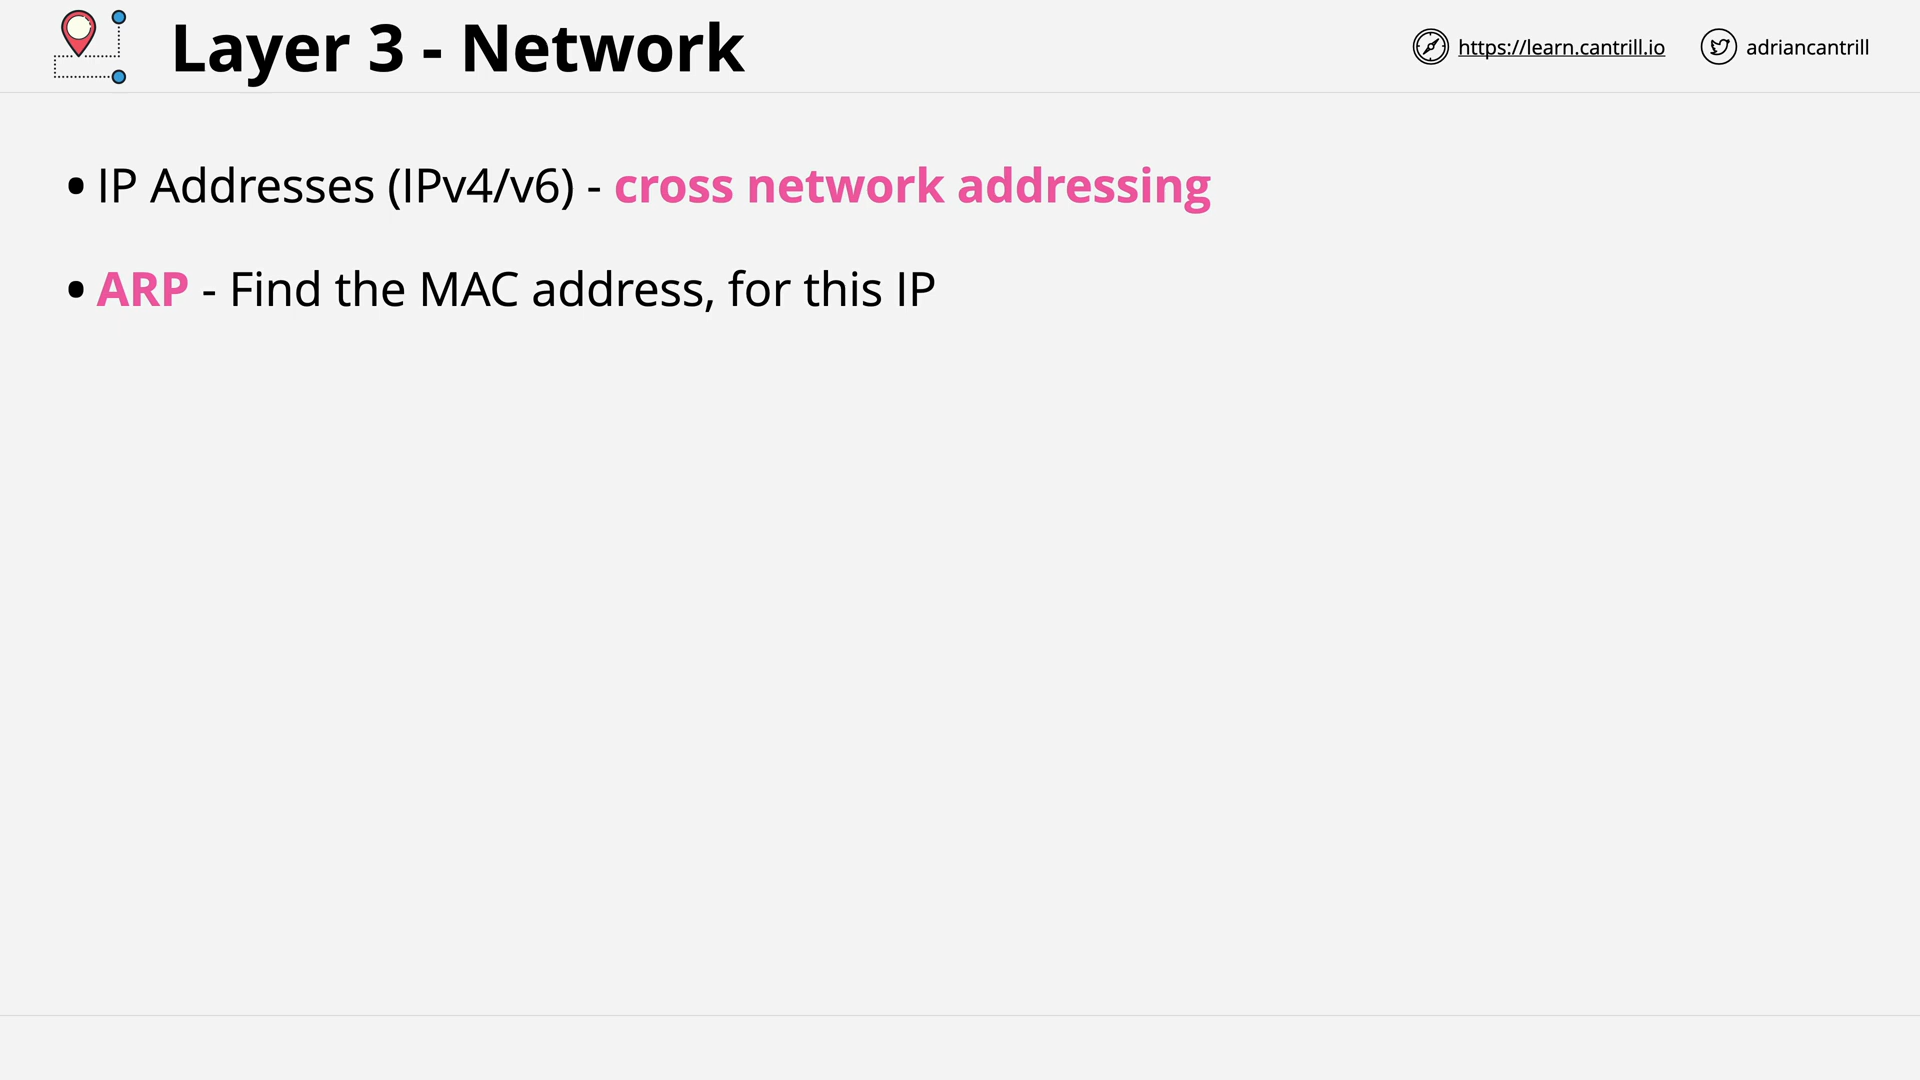 Layer 3 - Network
https://learn.cantrill.io
adriancantrill
• IP Addresses (IPv4/v6) - cross network addressing
• ARP - Find the MAC address, for this IP